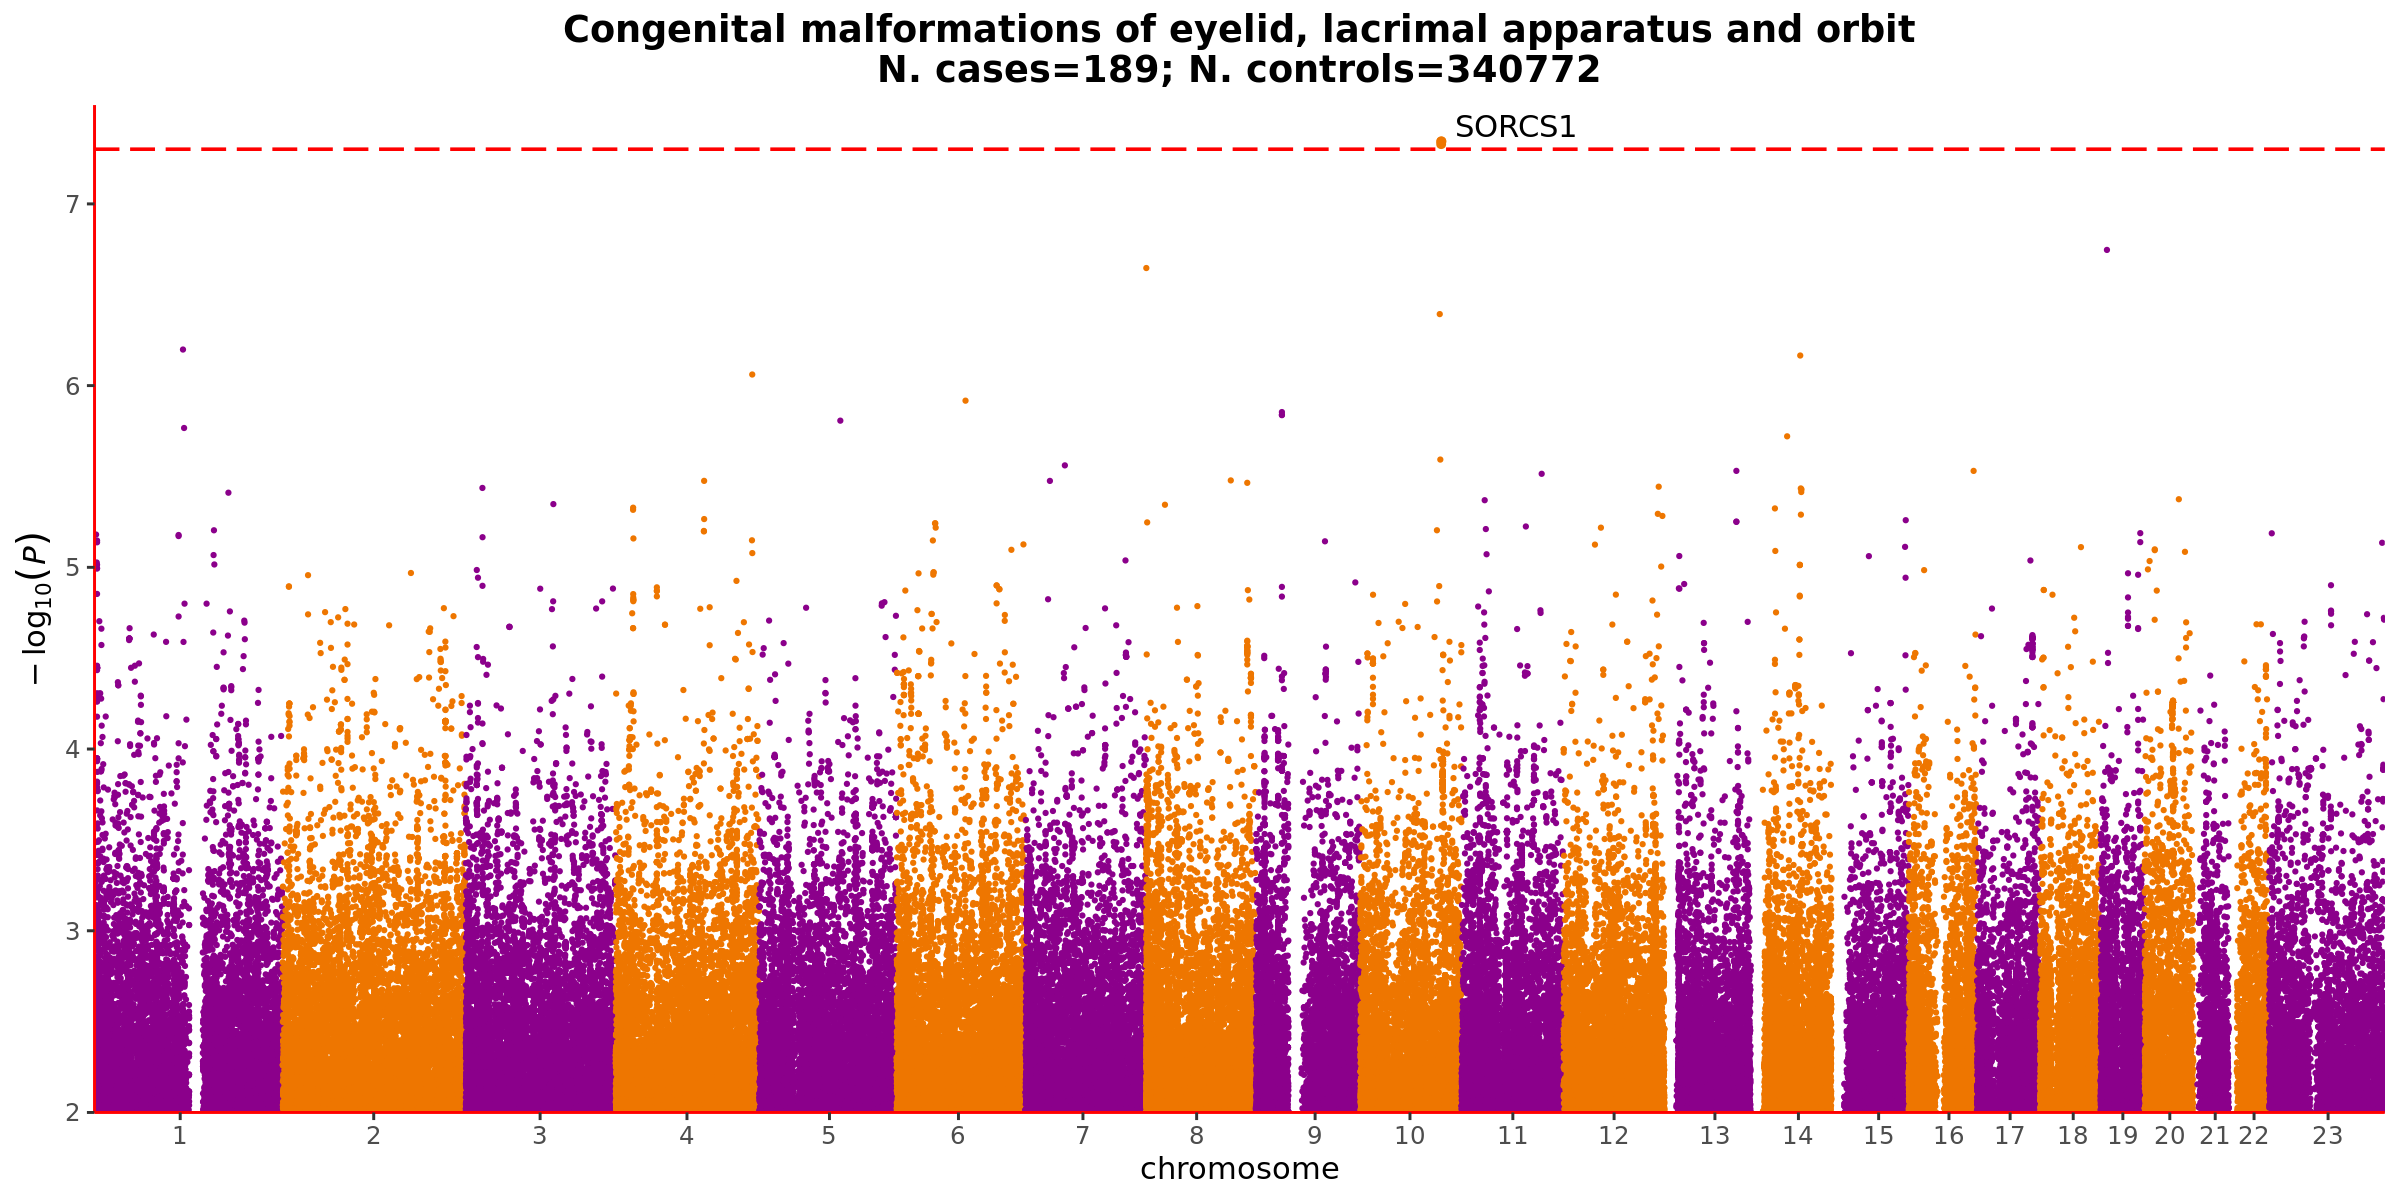 Congenital malformations of eyelid, lacrimal apparatus and orbit
N. cases=189; N. controls=340772
SORCS1
7
6
5
4
3
2
− log10(P)
1 2 3 4 5 6 7 8 9 10 11 12 13 14 15 16 17 18 19 20 21 22 23
chromosome